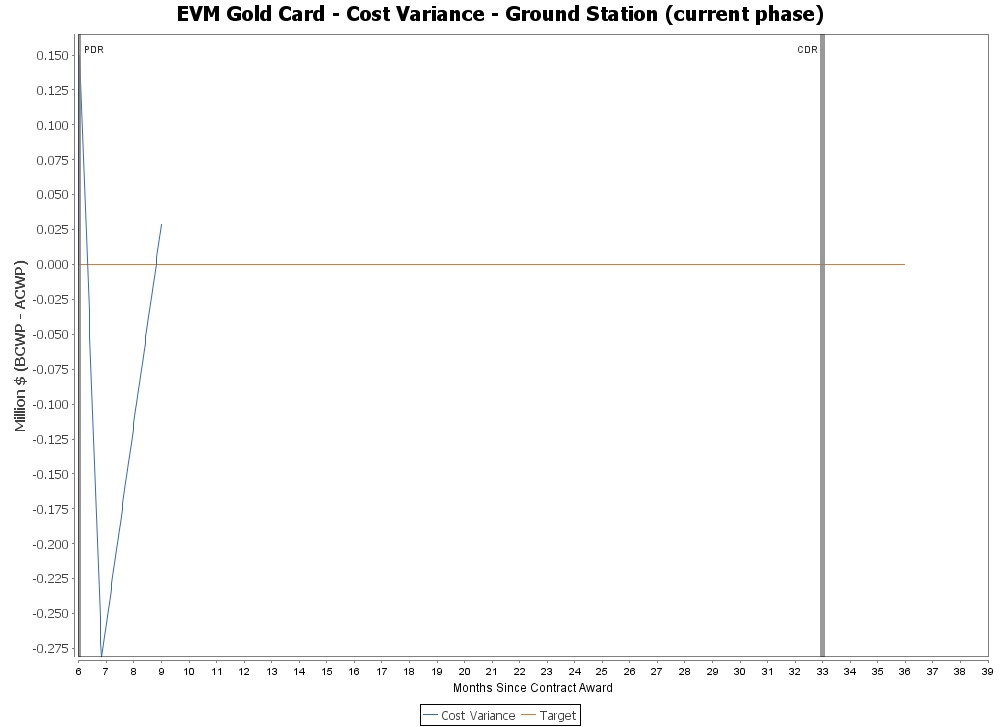 EVM Gold Card - Cost Variance - Ground Station (current phase)
PDR
CDR
0.150
0.125
0.100
0.075
0.050
0.025
0.000
-0.025
-0.050
-0.075
-0.100
-0.125
-0.150
-0.175
-0.200
-0.225
-0.250
-0.275
Million $ (BCWP - ACWP)
6 7 8 9 10 11 12 13 14 15 16 17 18 19 20 21 22 23 24 25 26 27 28 29 30 31 32 33 34 35 36 37 38 39
Months Since Contract Award
Cost Variance Target